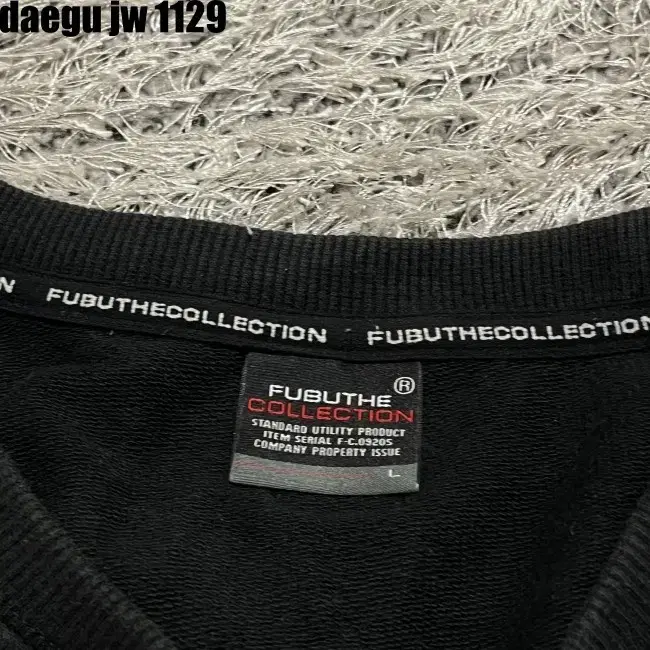 daegu jw 1129
FUBUTHECOLLECTION FUBUTHECOLLECTION
FUBUTHE ®
COLLECTION
STANDARD UTILITY PRODUCT
ITEM SERIAL F-C.09205
COMPANY PROPERTY ISSUE
L